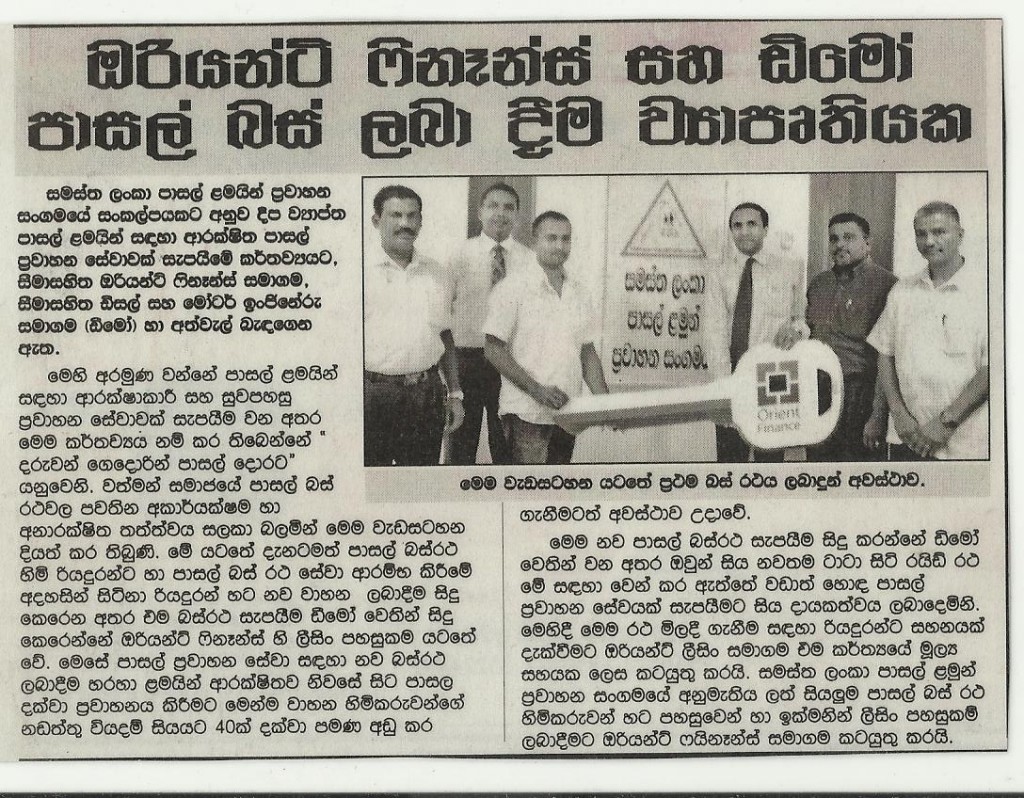 ඔරියන්ට් ෆිනෑන්ස් සහ ඩිමෝ
පාසල් බස් ලබා දීම ව්‍යාපෘතියක
සමස්ත ලංකා පාසල් ළමයින් ප්‍රවාහන
සංගමයේ සංකල්පයකට අනුව දීප ව්‍යාප්ත
පාසල් ළමයින් සඳහා ආරක්ෂිත පාසල්
ප්‍රවාහන සේවාවක් සැපයීමේ කර්තව්‍යයට,
සීමාසහිත ඔරියන්ට් ෆිනෑන්ස් සමාගම,
සීමාසහිත ඩීසල් සහ මෝටර් ඉංජිනේරු
සමාගම (ඩිමෝ) හා අත්වැල් බැඳගෙන
ඇත.
මෙහි අරමුණ වන්නේ පාසල් ළමයින්
සඳහා ආරක්ෂාකාරී සහ සුවපහසු
ප්‍රවාහන සේවාවක් සැපයීම වන අතර
මෙම කර්තව්‍යය නම් කර තිබෙන්නේ "
දරුවන් ගෙදොරින් පාසල් දොරට"
යනුවෙනි. වත්මන් සමාජයේ පාසල් බස්
රථවල පවතින අකාර්යක්ෂම හා
අනාරක්ෂිත තත්ත්වය සලකා බලමින් මෙම වැඩසටහන
දියත් කර තිබුණි. මේ යටතේ දැනටමත් පාසල් බස්රථ
හිමි රියදුරන්ට හා පාසල් බස් රථ සේවා ආරම්භ කිරීමේ
අදහසින් සිටිනා රියදුරන් හට නව වාහන ලබාදීම සිදු
කෙරෙන අතර එම බස්රථ සැපයීම ඩිමෝ වෙතින් සිදු
කෙරෙන්නේ ඔරියන්ට් ෆිනෑන්ස් හි ලීසිං පහසුකම යටතේ
වේ. මෙසේ පාසල් ප්‍රවාහන සේවා සඳහා නව බස්රථ
ලබාදීම හරහා ළමයින් ආරක්ෂිතව නිවසේ සිට පාසල
දක්වා ප්‍රවාහනය කිරීමට මෙන්ම වාහන හිමිකරුවන්ගේ
නඩත්තු වියදම් සියයට 40ක් දක්වා පමණ අඩු කර
සමස්ත ලංකා
පාසල් ළමුන්
ප්‍රවාහන සංගමය
Orient
Finance
මෙම වැඩසටහන යටතේ ප්‍රථම බස් රථය ලබාදුන් අවස්ථාව.
ගැනීමටත් අවස්ථාව උදාවේ.
මෙම නව පාසල් බස්රථ සැපයීම සිදු කරන්නේ ඩිමෝ
වෙතින් වන අතර ඔවුන් සිය නවතම ටාටා සිටි රයිඩ් රථ
මේ සඳහා වෙන් කර ඇත්තේ වඩාත් හොඳ පාසල්
ප්‍රවාහන සේවයක් සැපයීමට සිය දායකත්වය ලබාදෙමිනි.
මෙහිදී මෙම රථ මිලදී ගැනීම සඳහා රියදුරන්ට සහනයක්
දැක්වීමට ඔරියන්ට් ලීසිං සමාගම එම කර්ත්‍යයේ මූල්‍ය
සහයක ලෙස කටයුතු කරයි. සමස්ත ලංකා පාසල් ළමුන්
ප්‍රවාහන සංගමයේ අනුමැතිය ලත් සියලුම පාසල් බස් රථ
හිමිකරුවන් හට පහසුවෙන් හා ඉක්මනින් ලීසිං පහසුකම්
ලබාදීමට ඔරියන්ට් ෆයිනෑන්ස් සමාගම කටයුතු කරයි.